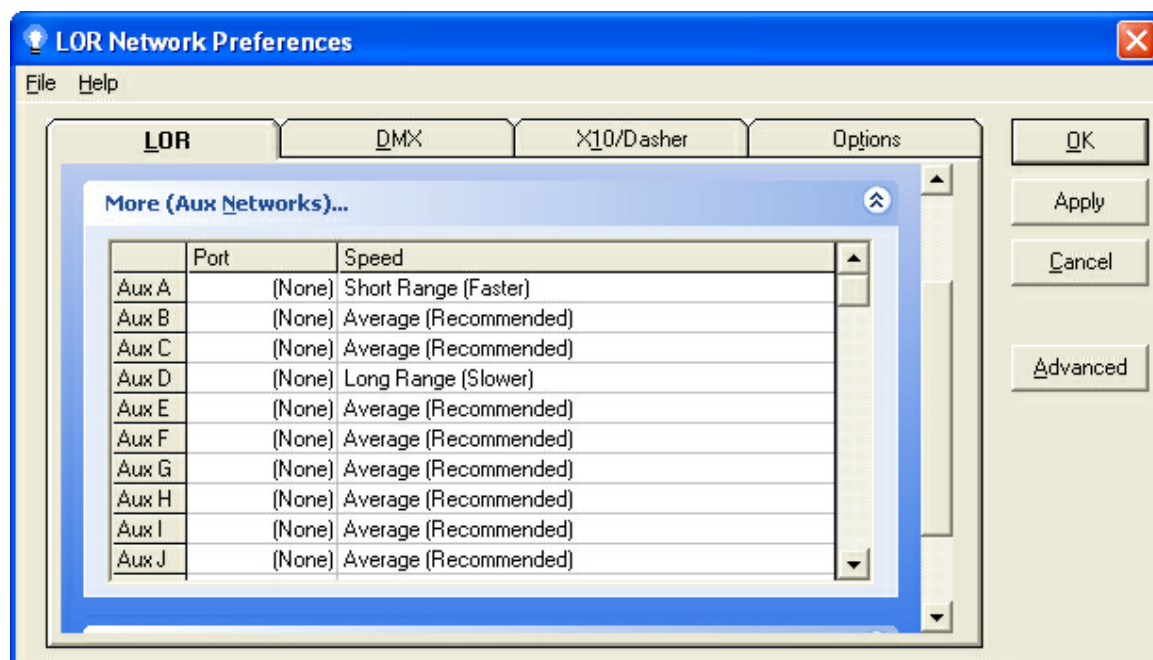 LOR Network Preferences
File Help
LOR DMX X10/Dasher Options
OK
Apply
Cancel
Advanced
More (Aux Networks)...
Port Speed
Aux A (None) Short Range (Faster)
Aux B (None) Average (Recommended)
Aux C (None) Average (Recommended)
Aux D (None) Long Range (Slower)
Aux E (None) Average (Recommended)
Aux F (None) Average (Recommended)
Aux G (None) Average (Recommended)
Aux H (None) Average (Recommended)
Aux I (None) Average (Recommended)
Aux J (None) Average (Recommended)